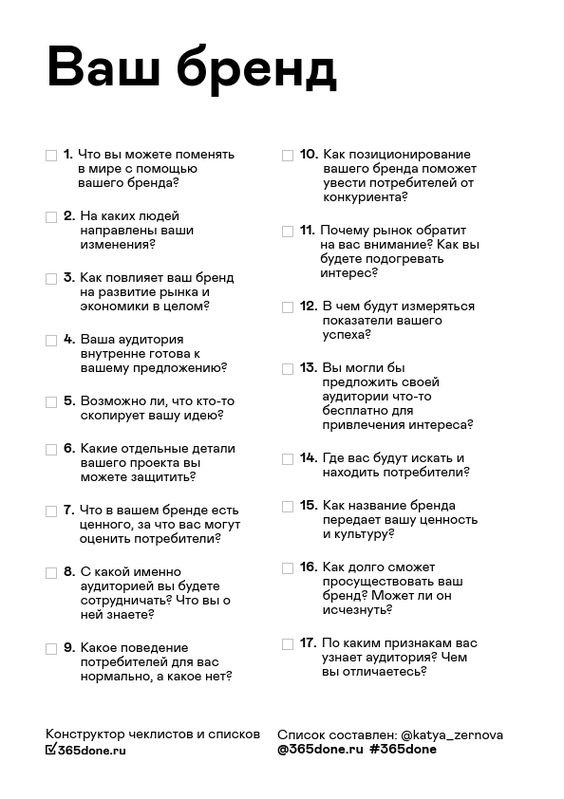 Ваш бренд
1. Что вы можете поменять
в мире с помощью
вашего бренда?
2. На каких людей
направлены ваши
изменения?
3. Как повлияет ваш бренд
на развитие рынка и
экономики в целом?
4. Ваша аудитория
внутренне готова к
вашему предложению?
5. Возможно ли, что кто-то
скопирует вашу идею?
6. Какие отдельные детали
вашего проекта вы
можете защитить?
7. Что в вашем бренде есть
ценного, за что вас могут
оценить потребители?
8. С какой именно
аудиторией вы будете
сотрудничать? Что вы о
ней знаете?
9. Какое поведение
потребителей для вас
нормально, а какое нет?
10. Как позиционирование
вашего бренда поможет
увести потребителей от
конкуриента?
11. Почему рынок обратит
на вас внимание? Как вы
будете подогревать
интерес?
12. В чем будут измеряться
показатели вашего
успеха?
13. Вы могли бы
предложить своей
аудитории что-то
бесплатно для
привлечения интереса?
14. Где вас будут искать и
находить потребители?
15. Как название бренда
передает вашу ценность
и культуру?
16. Как долго сможет
просуществовать ваш
бренд? Может ли он
исчезнуть?
17. По каким признакам вас
узнает аудитория? Чем
вы отличаетесь?
Конструктор чеклистов и списков
365done.ru
Список составлен: @katya_zernova
@365done.ru #365done